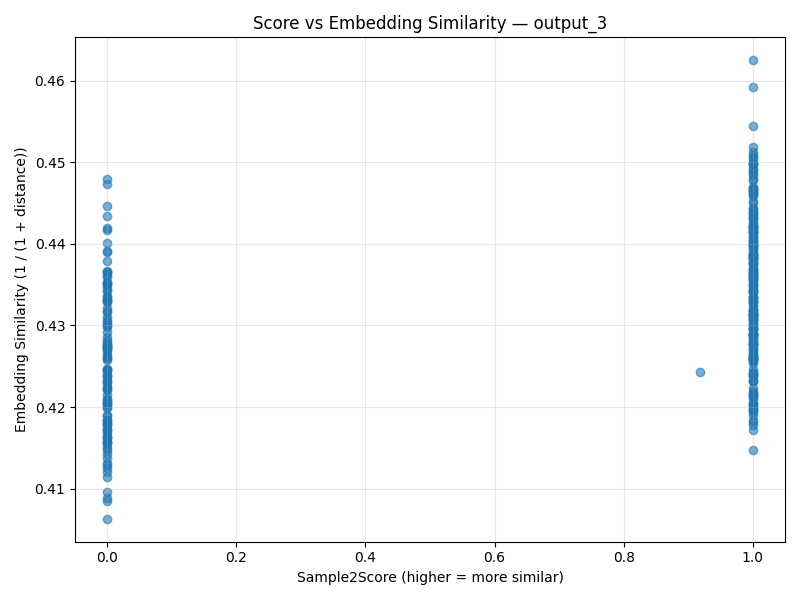 Score vs Embedding Similarity — output_3
Embedding Similarity (1 / (1 + distance))
0.46
0.45
0.44
0.43
0.42
0.41
0.0 0.2 0.4 0.6 0.8 1.0
Sample2Score (higher = more similar)